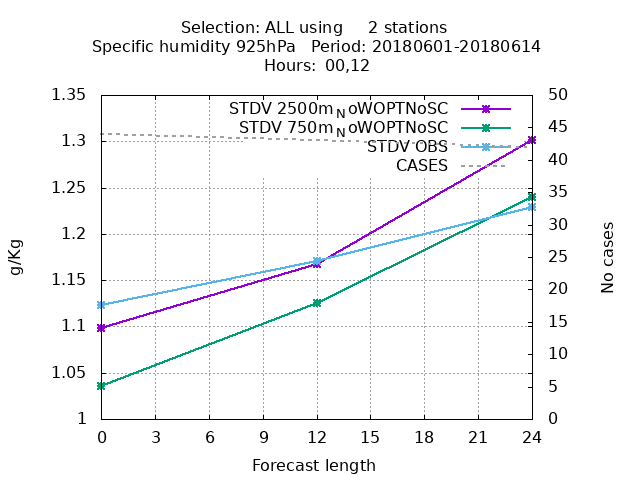 Selection: ALL using 2 stations
Specific humidity 925hPa Period: 20180601-20180614
Hours: 00,12
STDV 2500m_NoWOPTNoSC
STDV 750m_NoWOPTNoSC
STDV OBS
CASES
1.35
1.3
1.25
1.2
1.15
1.1
1.05
1
g/Kg
50
45
40
35
30
25
20
15
10
5
0
No cases
0 3 6 9 12 15 18 21 24
Forecast length